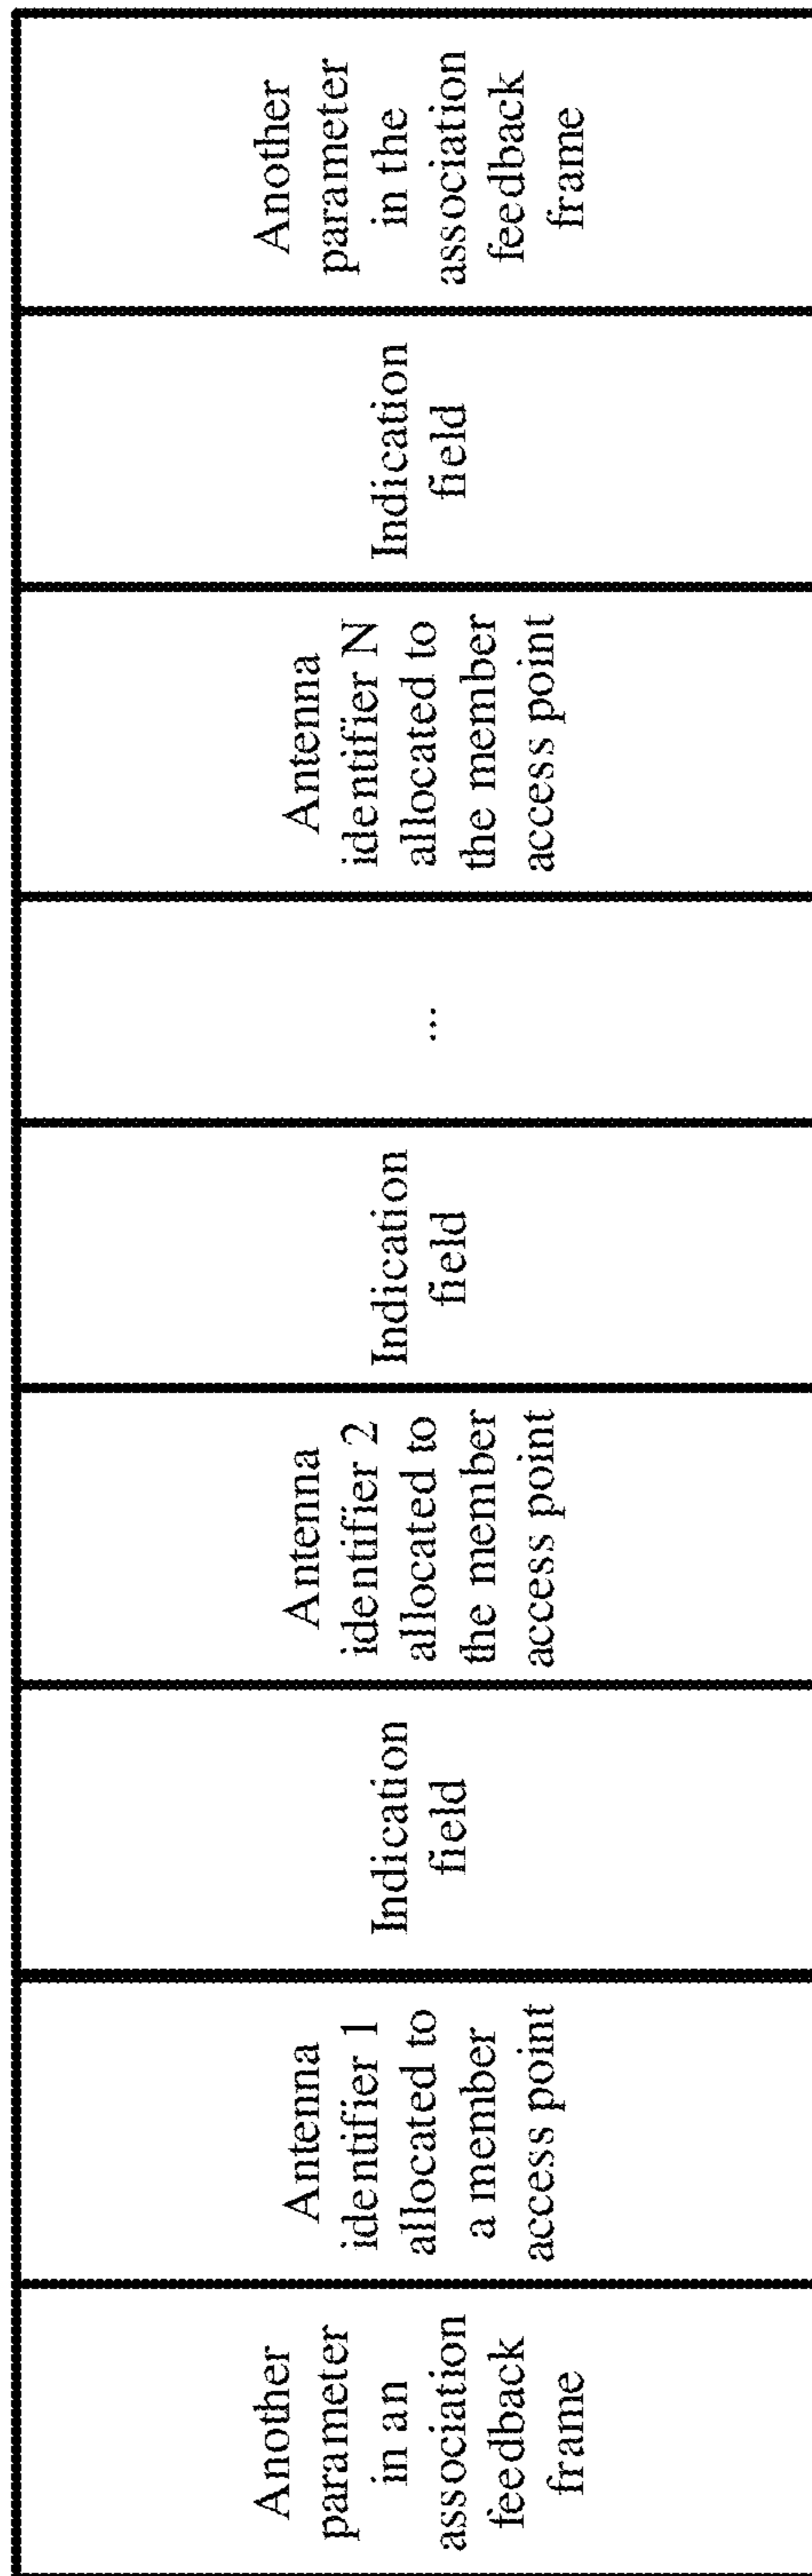 Another
parameter
in an
association
feedback
frame
Antenna
identifier 1
allocated to
a member
access point
Indication
field
Antenna
identifier 2
allocated to
the member
access point
Indication
field
...
Antenna
identifier N
allocated to
the member
access point
Indication
field
Another
parameter
in the
association
feedback
frame